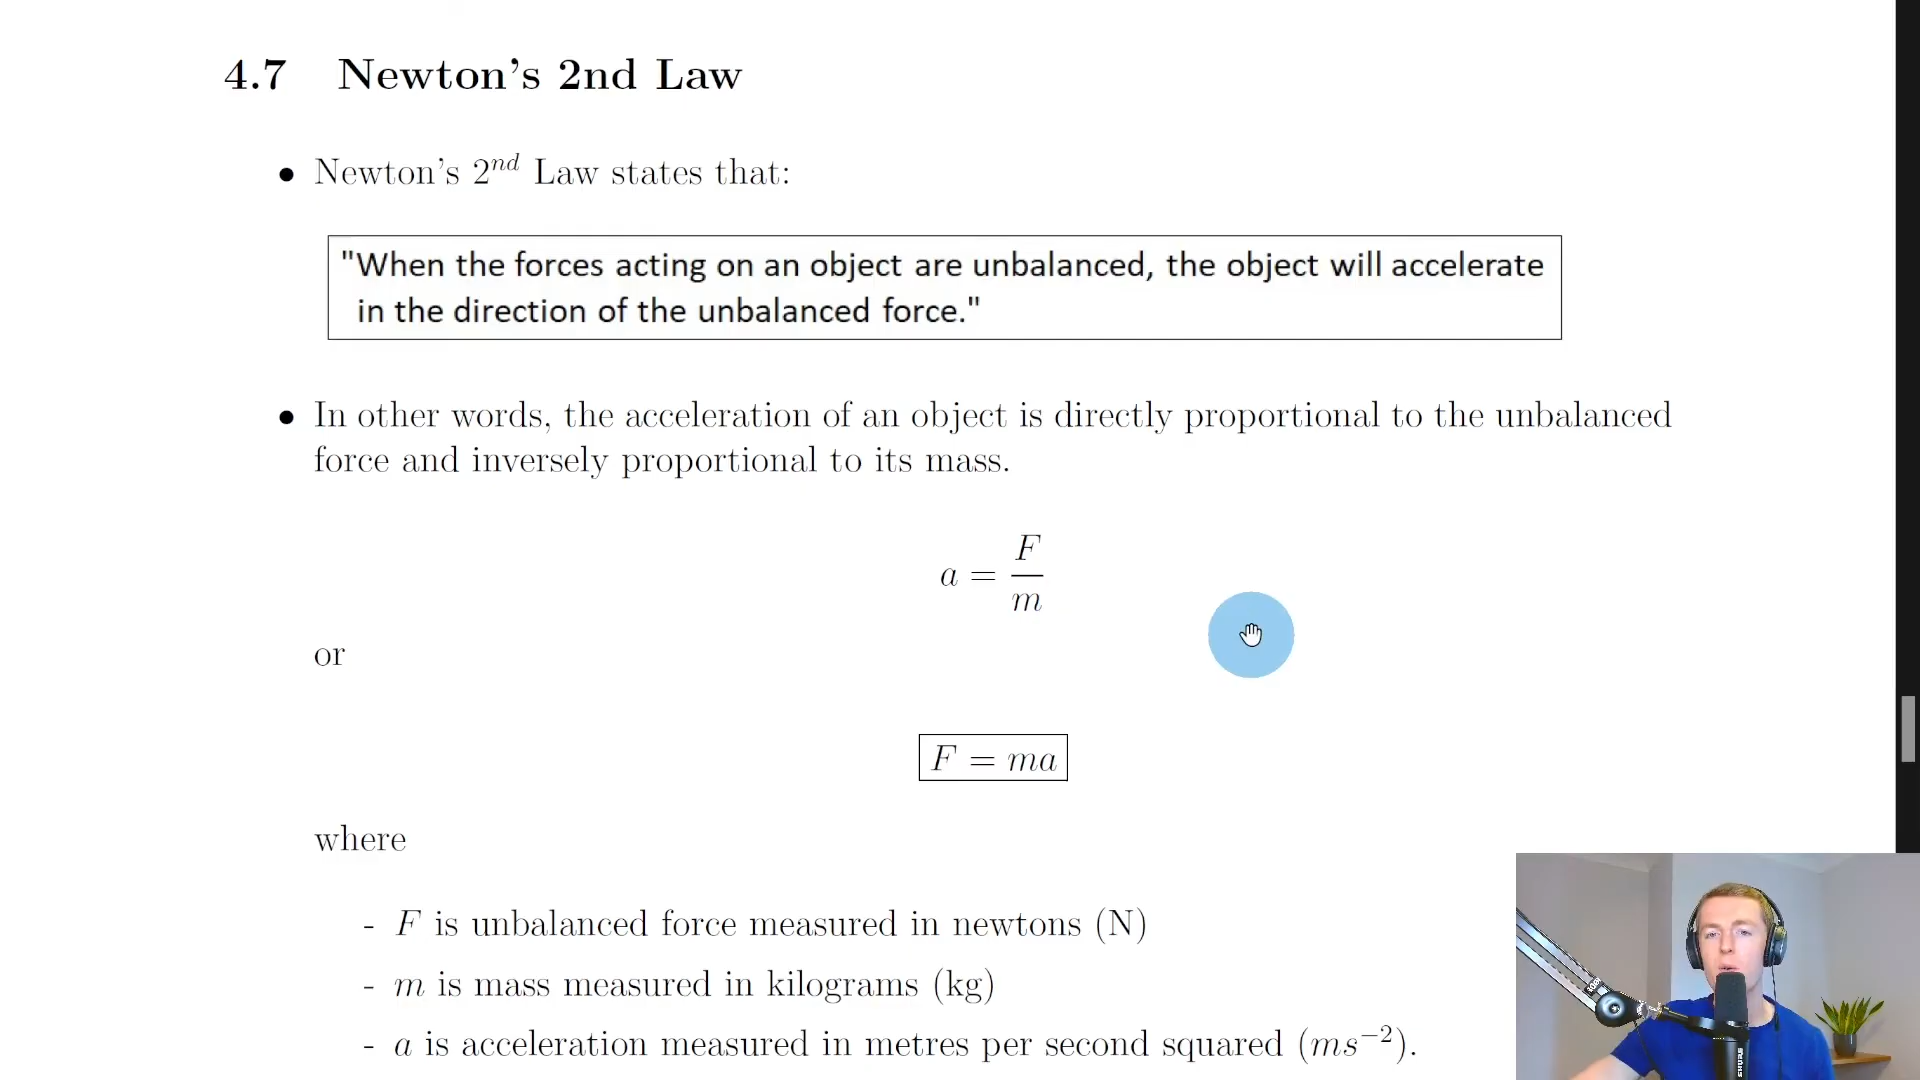 4.7 Newton's 2nd Law
• Newton's 2nd Law states that:
"When the forces acting on an object are unbalanced, the object will accelerate
in the direction of the unbalanced force."
• In other words, the acceleration of an object is directly proportional to the unbalanced
force and inversely proportional to its mass.
a = F/m
or
F = ma
where
- F is unbalanced force measured in newtons (N)
- m is mass measured in kilograms (kg)
- a is acceleration measured in metres per second squared (ms⁻²).